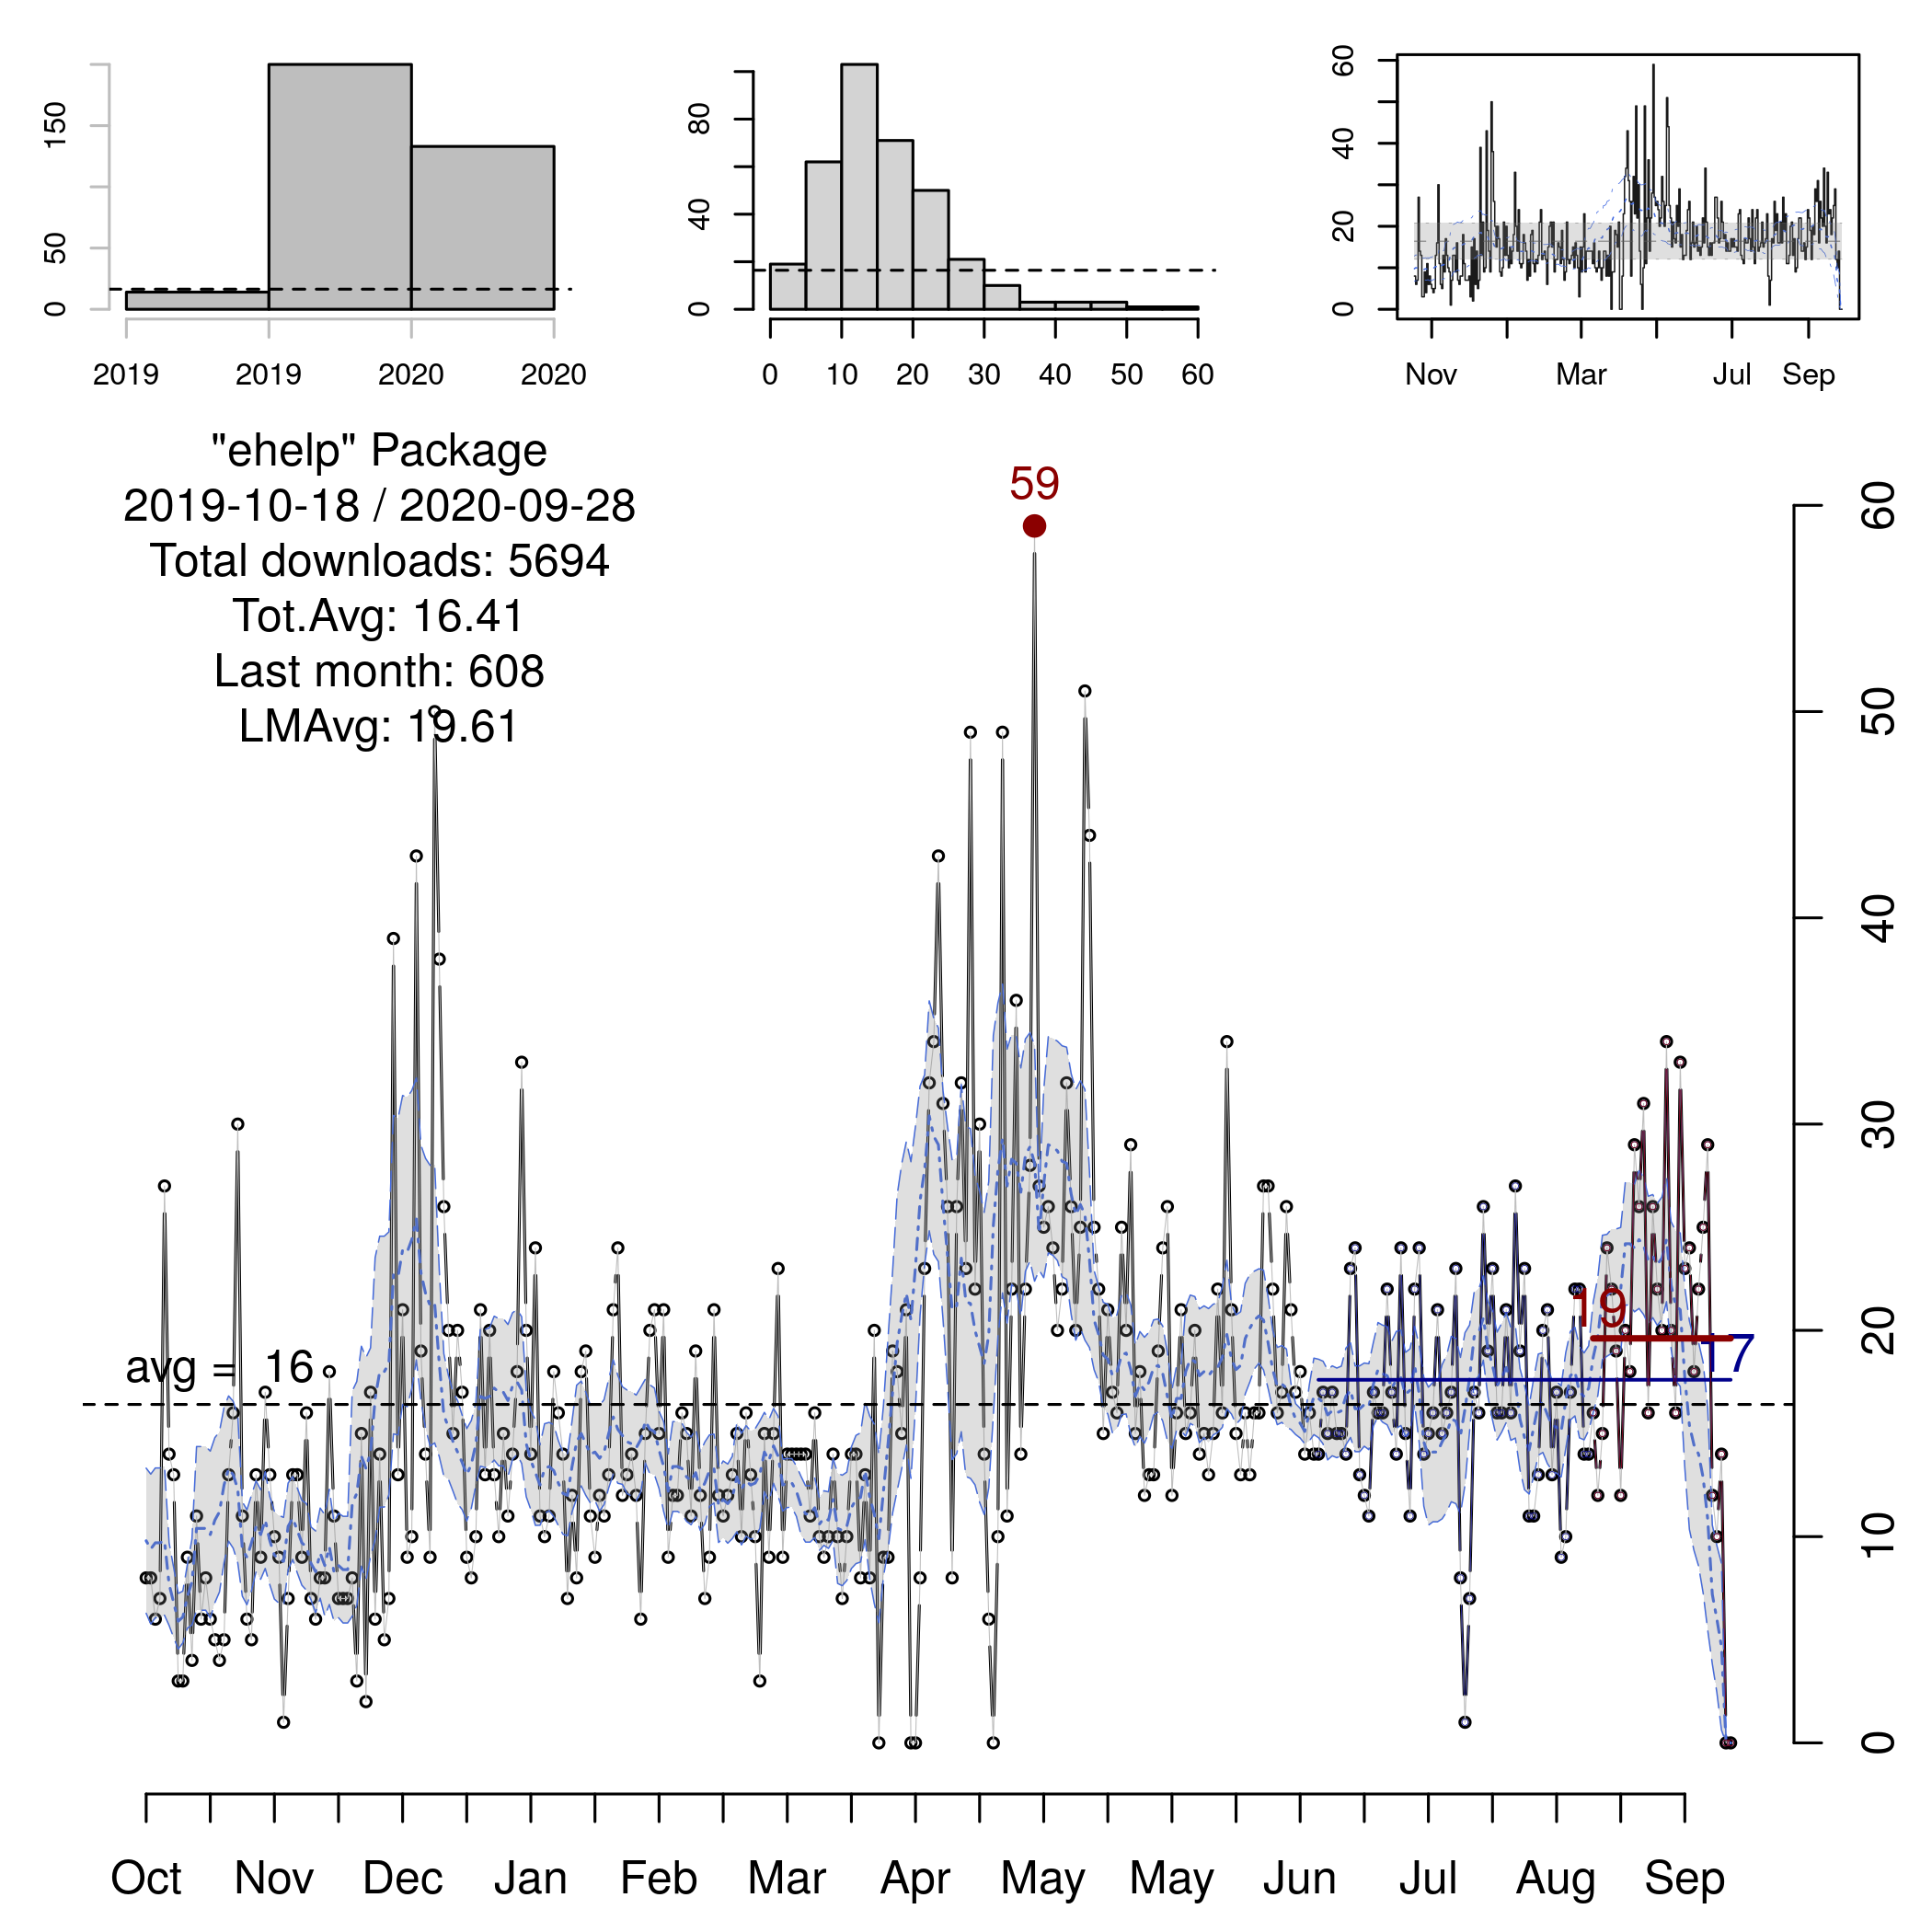 0 50 150
2019 2019 2020 2020
0 40 80
0 10 20 30 40 50 60
0 20 40 60
Nov Mar Jul Sep
"ehelp" Package
2019-10-18 / 2020-09-28
Total downloads: 5694
Tot.Avg: 16.41
Last month: 608
LMAvg: 19.61
59
avg = 16
19
17
0 10 20 30 40 50 60
Oct Nov Dec Jan Feb Mar Apr May May Jun Jul Aug Sep